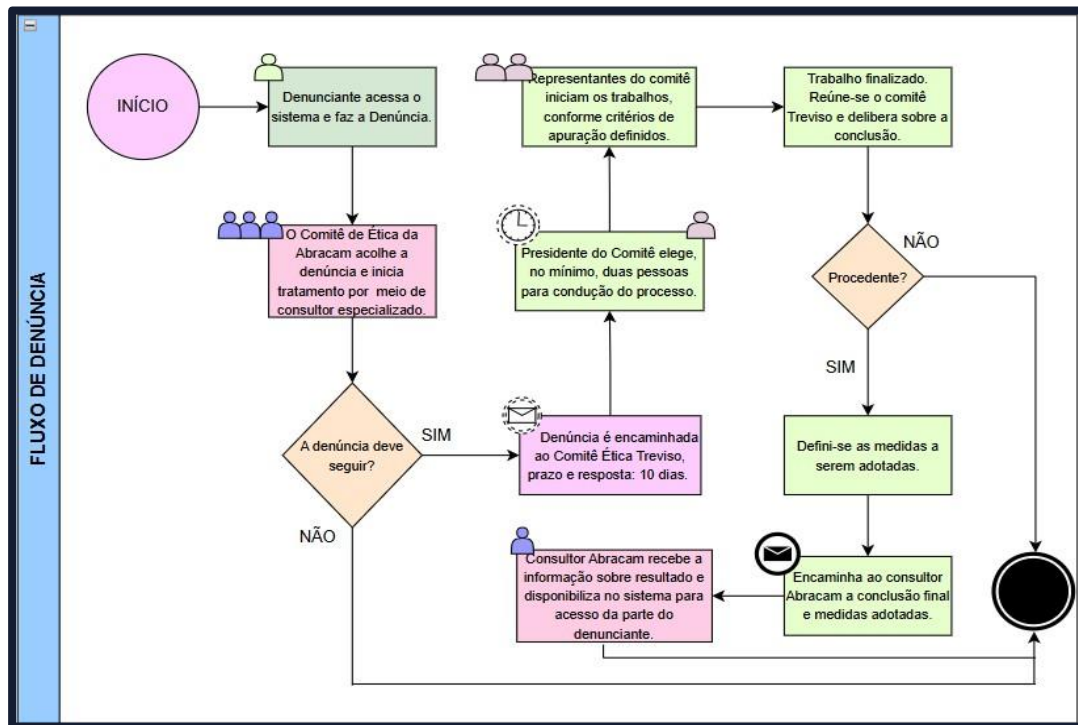 FLUXO DE DENÚNCIA
INÍCIO
Denunciante acessa o
sistema e faz a Denúncia.
O Comitê de Ética da
Abracam acolhe a
denúncia e inicia
tratamento por meio de
consultor especializado.
A denúncia deve
seguir?
SIM
NÃO
Denúncia é encaminhada
ao Comitê Ética Treviso,
prazo e resposta: 10 dias.
Presidente do Comitê elege,
no mínimo, duas pessoas
para condução do processo.
Representantes do comitê
iniciam os trabalhos,
conforme critérios de
apuração definidos.
Trabalho finalizado.
Reúne-se o comitê
Treviso e delibera sobre a
conclusão.
Procedente?
NÃO
SIM
Defini-se as medidas a
serem adotadas.
Encaminha ao consultor
Abracam a conclusão final
e medidas adotadas.
Consultor Abracam recebe a
informação sobre resultado e
disponibiliza no sistema para
acesso da parte do
denunciante.